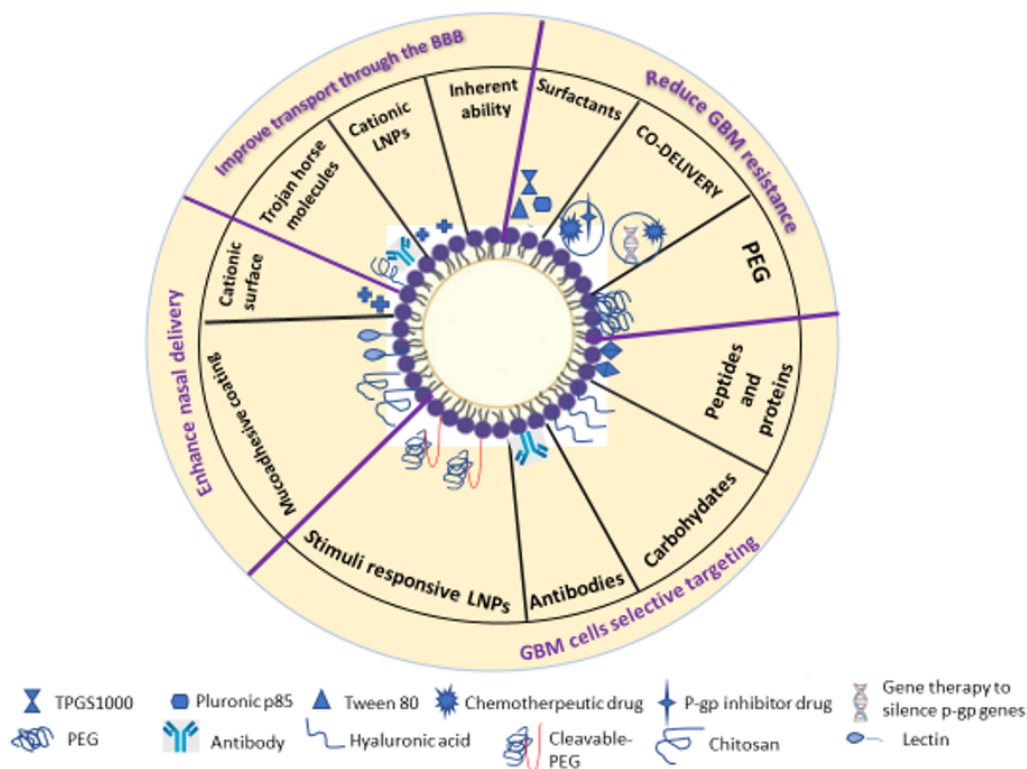 Improve transport through the BBB
Reduce GBM resistance
Enhance nasal delivery
GBM cells selective targeting
Inherent
ability
Surfactants
CO-DELIVERY
PEG
Peptides
and
proteins
Carbohydates
Antibodies
Stimuli responsive LNPs
Mucoadhesive coating
Cationic
surface
Trojan horse
molecules
Cationic
LNPs
TPGS1000
Pluronic p85
Tween 80
Chemotherpeutic drug
P-gp inhibitor drug
Gene therapy to
silence p-gp genes
PEG
Antibody
Hyaluronic acid
Cleavable-
PEG
Chitosan
Lectin